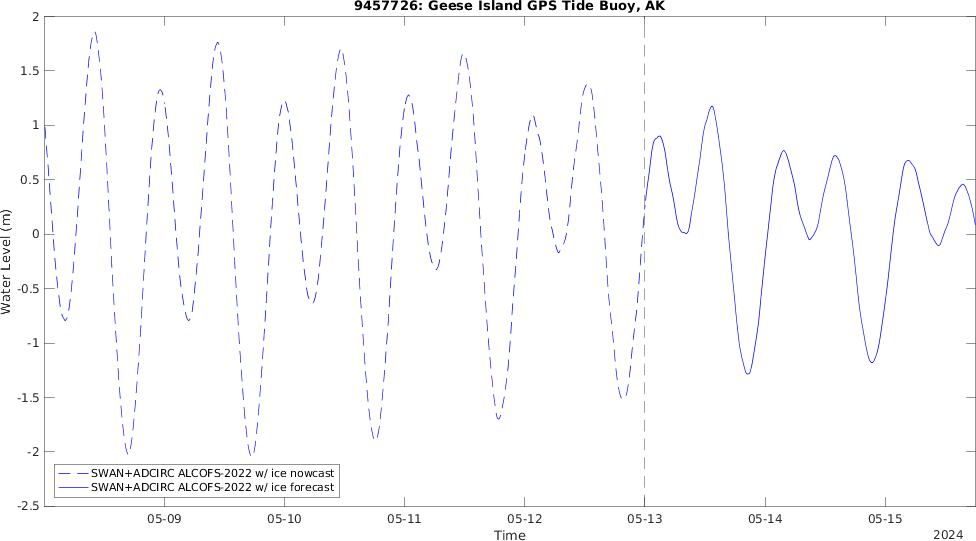 9457726: Geese Island GPS Tide Buoy, AK
2
1.5
1
0.5
0
-0.5
-1
-1.5
-2
-2.5
Water Level (m)
SWAN+ADCIRC ALCOFS-2022 w/ ice nowcast
SWAN+ADCIRC ALCOFS-2022 w/ ice forecast
05-09 05-10 05-11 05-12 05-13 05-14 05-15
Time
2024